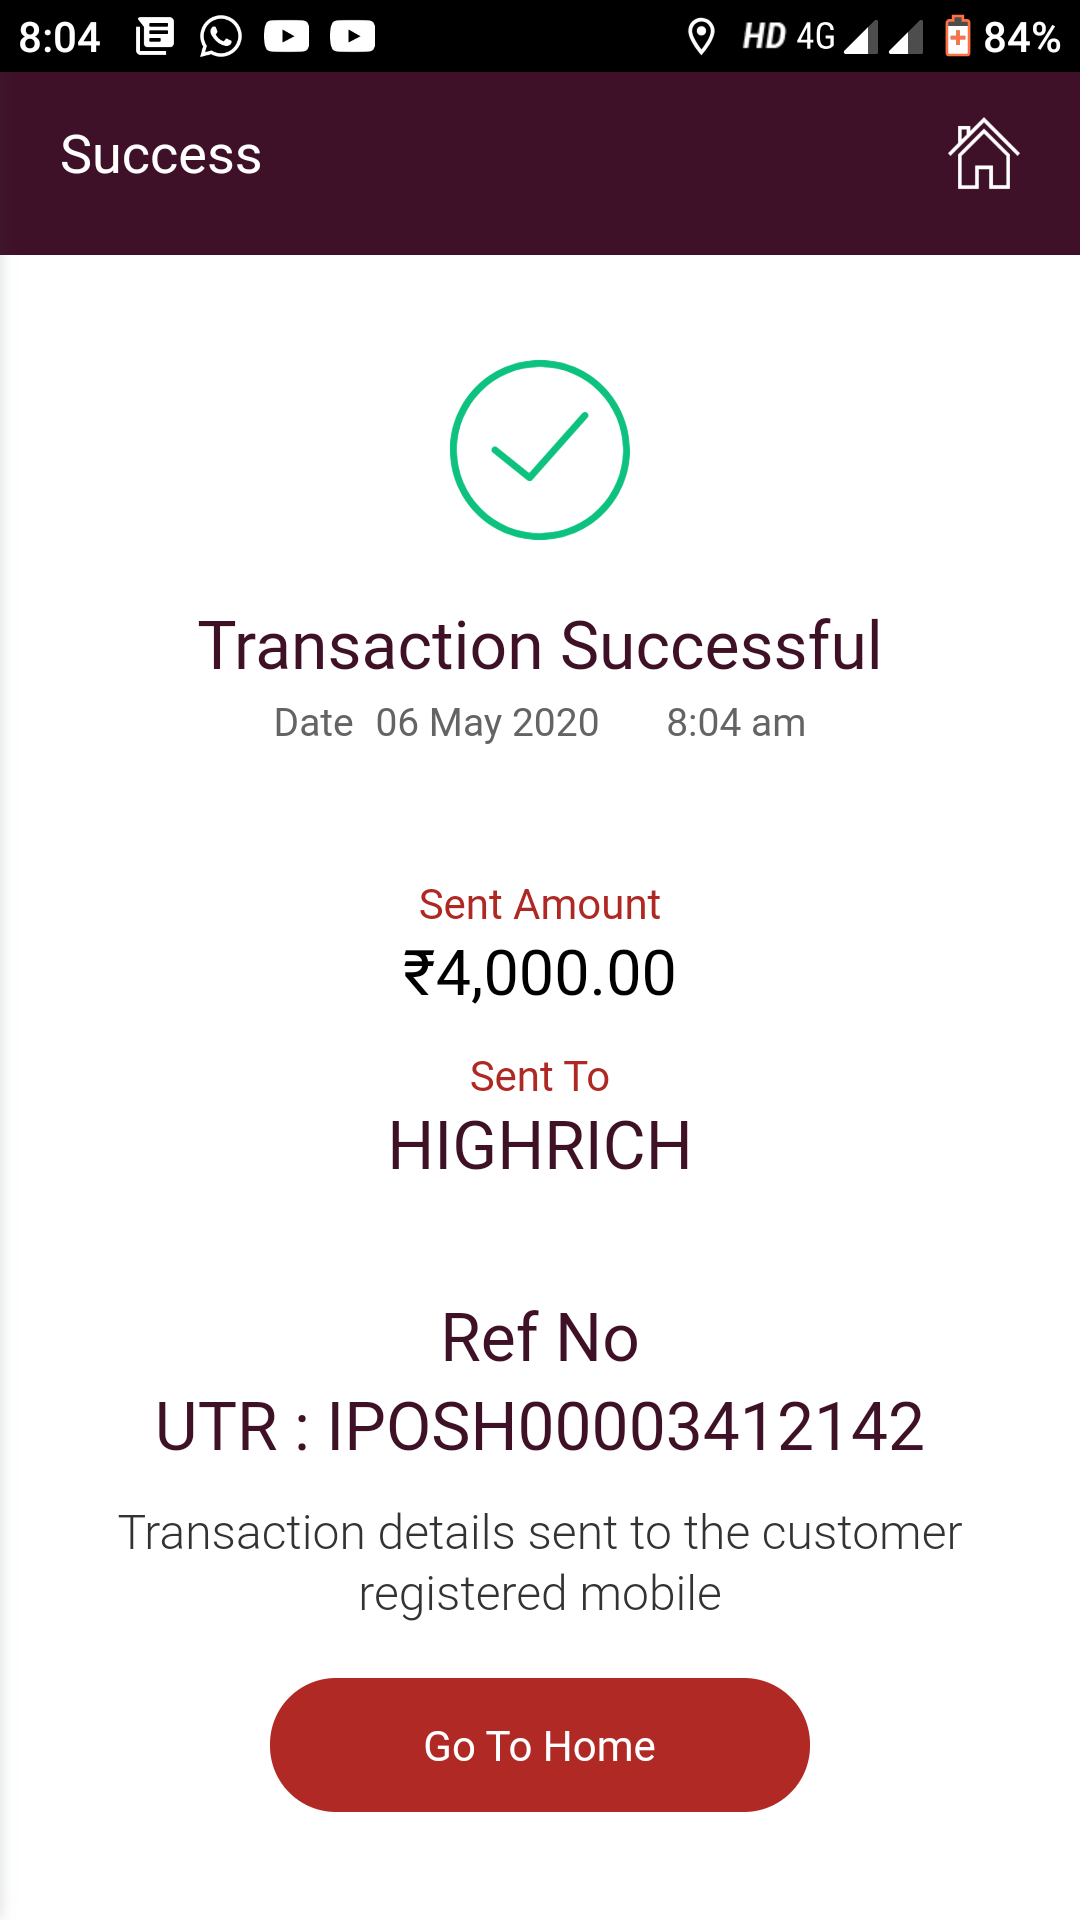 8:04 HD 4G 84%
Success
Transaction Successful
Date 06 May 2020 8:04 am
Sent Amount
₹4,000.00
Sent To
HIGHRICH
Ref No
UTR : IPOSH00003412142
Transaction details sent to the customer
registered mobile
Go To Home